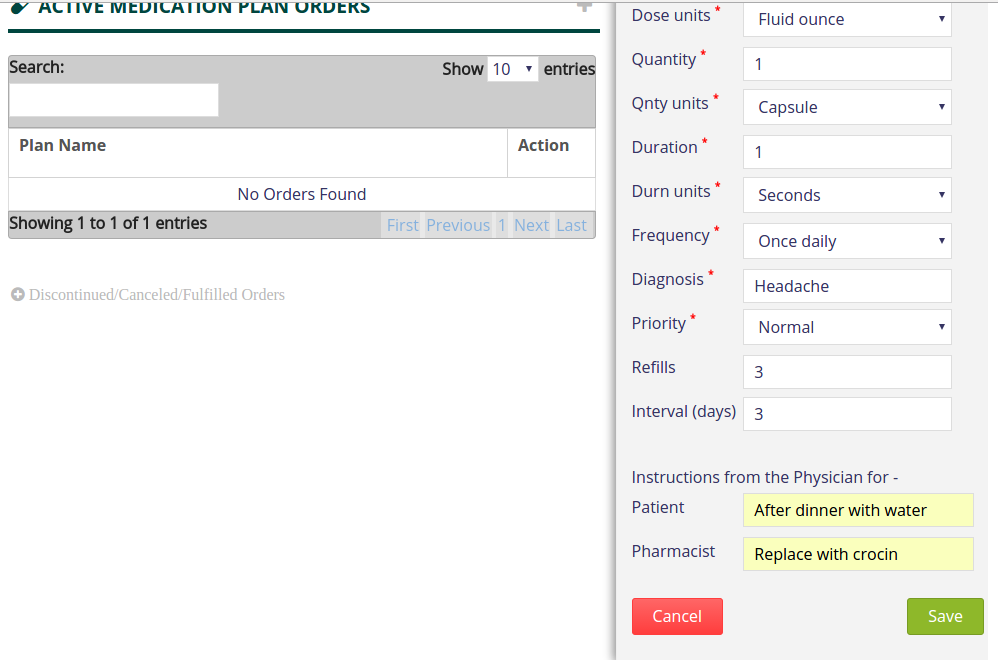 ACTIVE MEDICATION PLAN ORDERS
Search:
Show 10 entries
Plan Name Action
No Orders Found
Showing 1 to 1 of 1 entries First Previous 1 Next Last
Discontinued/Canceled/Fulfilled Orders
Dose units * Fluid ounce
Quantity * 1
Qnty units * Capsule
Duration * 1
Durn units * Seconds
Frequency * Once daily
Diagnosis * Headache
Priority * Normal
Refills 3
Interval (days) 3
Instructions from the Physician for -
Patient After dinner with water
Pharmacist Replace with crocin
Cancel Save